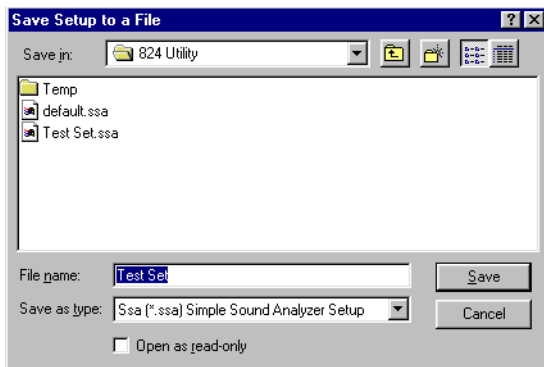 Save Setup to a File
Save in: 824 Utility
Temp
default.ssa
Test Set.ssa
File name: Test Set Save
Save as type: Ssa (*.ssa) Simple Sound Analyzer Setup Cancel
Open as read-only